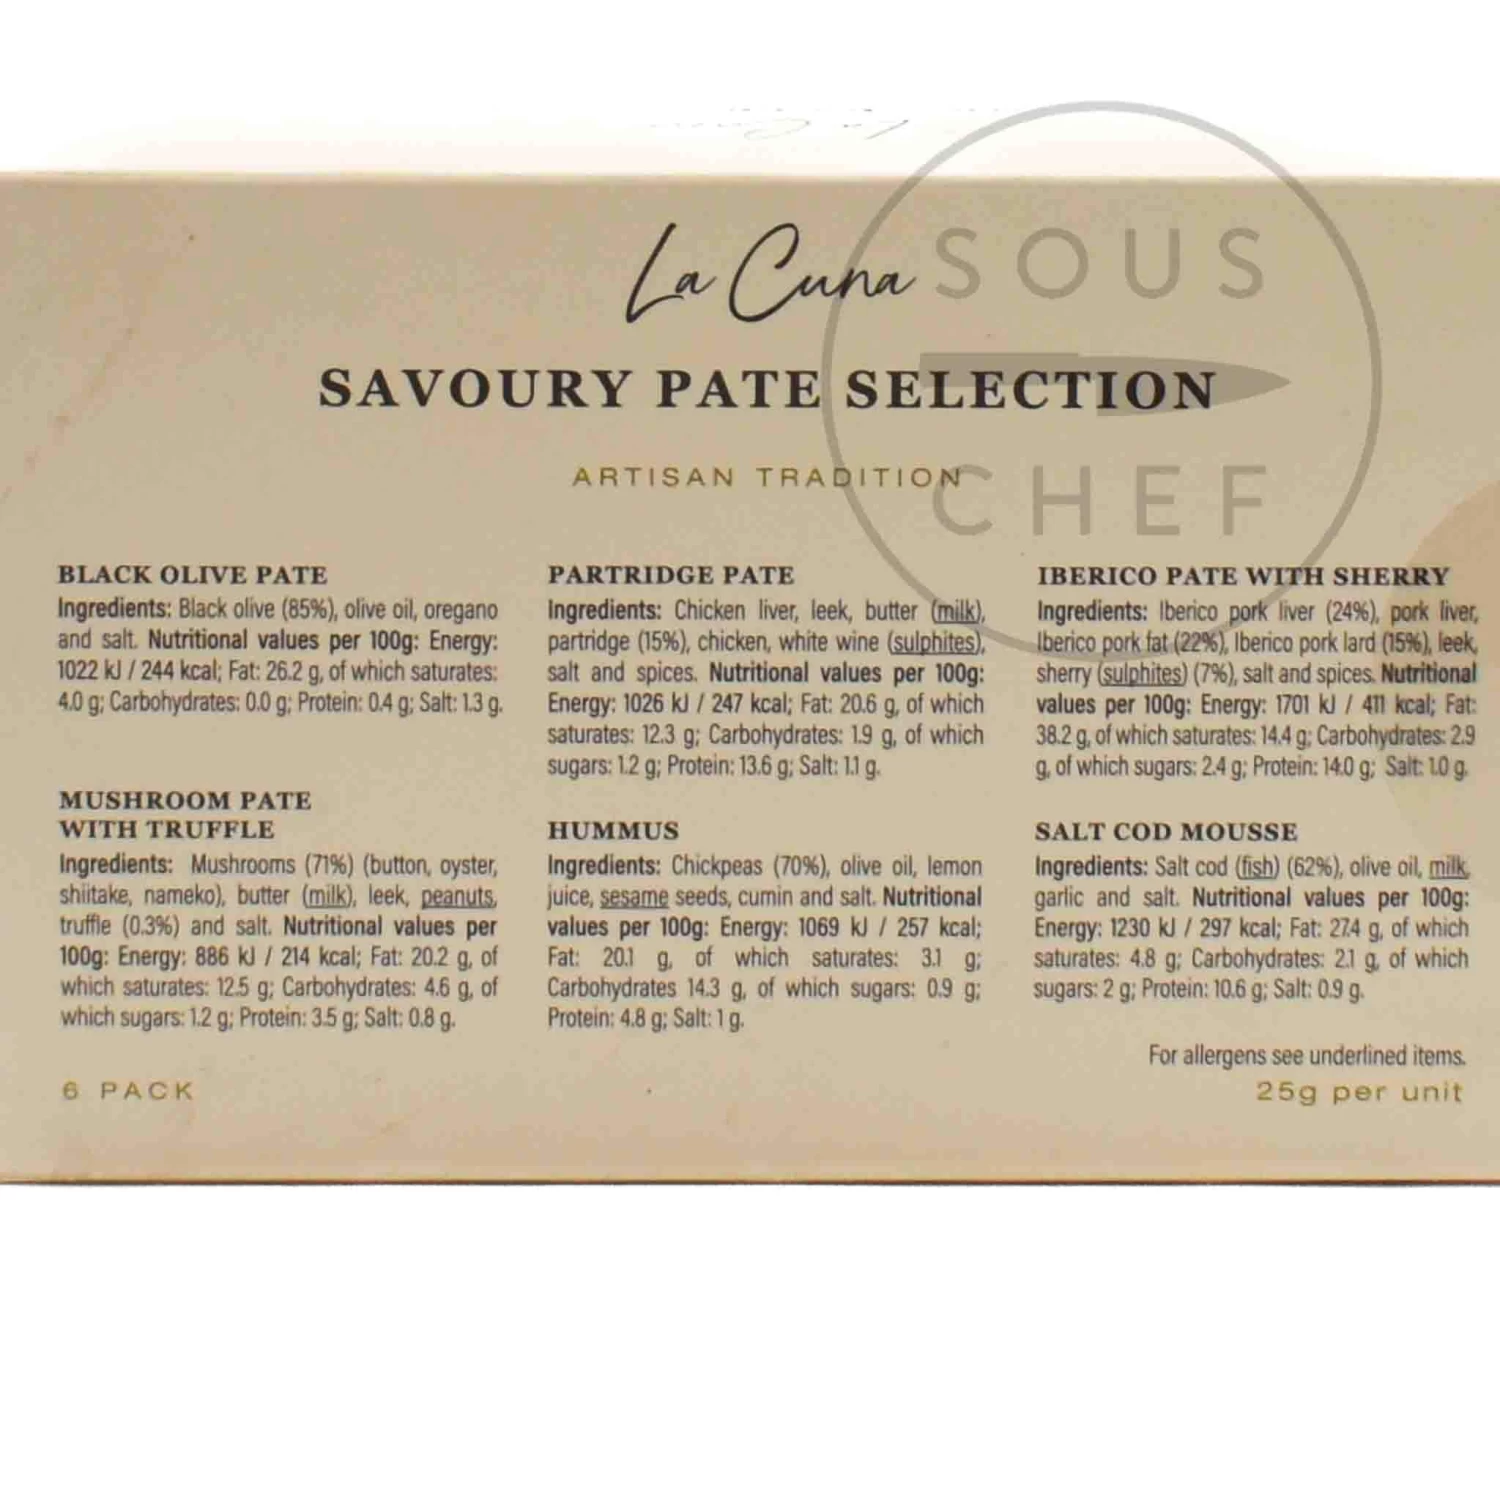 La Cuna
SOUS
CHEF
SAVOURY PATE SELECTION
ARTISAN TRADITION
BLACK OLIVE PATE
Ingredients: Black olive (85%), olive oil, oregano
and salt. Nutritional values per 100g: Energy:
1022 kJ / 244 kcal; Fat: 26.2 g, of which saturates:
4.0 g; Carbohydrates: 0.0 g; Protein: 0.4 g; Salt: 1.3 g.
MUSHROOM PATE
WITH TRUFFLE
Ingredients: Mushrooms (71%) (button, oyster,
shiitake, nameko), butter (milk), leek, peanuts,
truffle (0.3%) and salt. Nutritional values per
100g: Energy: 886 kJ / 214 kcal; Fat: 20.2 g, of
which saturates: 12.5 g; Carbohydrates: 4.6 g, of
which sugars: 1.2 g; Protein: 3.5 g; Salt: 0.8 g.
6 PACK
PARTRIDGE PATE
Ingredients: Chicken liver, leek, butter (milk),
partridge (15%), chicken, white wine (sulphites),
salt and spices. Nutritional values per 100g:
Energy: 1026 kJ / 247 kcal; Fat: 20.6 g, of which
saturates: 12.3 g; Carbohydrates: 1.9 g, of which
sugars: 1.2 g; Protein: 13.6 g; Salt: 1.1 g.
HUMMUS
Ingredients: Chickpeas (70%), olive oil, lemon
juice, sesame seeds, cumin and salt. Nutritional
values per 100g: Energy: 1069 kJ / 257 kcal;
Fat: 20.1 g, of which saturates: 3.1 g;
Carbohydrates 14.3 g, of which sugars: 0.9 g;
Protein: 4.8 g; Salt: 1 g.
IBERICO PATE WITH SHERRY
Ingredients: Iberico pork liver (24%), pork liver,
Iberico pork fat (22%), Iberico pork lard (15%), leek,
sherry (sulphites) (7%), salt and spices. Nutritional
values per 100g: Energy: 1701 kJ / 411 kcal; Fat:
38.2 g, of which saturates: 14.4 g; Carbohydrates: 2.9
g, of which sugars: 2.4 g; Protein: 14.0 g; Salt: 1.0 g.
SALT COD MOUSSE
Ingredients: Salt cod (fish) (62%), olive oil, milk,
garlic and salt. Nutritional values per 100g:
Energy: 1230 kJ / 297 kcal; Fat: 27.4 g, of which
saturates: 4.8 g; Carbohydrates: 2.1 g, of which
sugars: 2 g; Protein: 10.6 g; Salt: 0.9 g.
For allergens see underlined items.
25g per unit